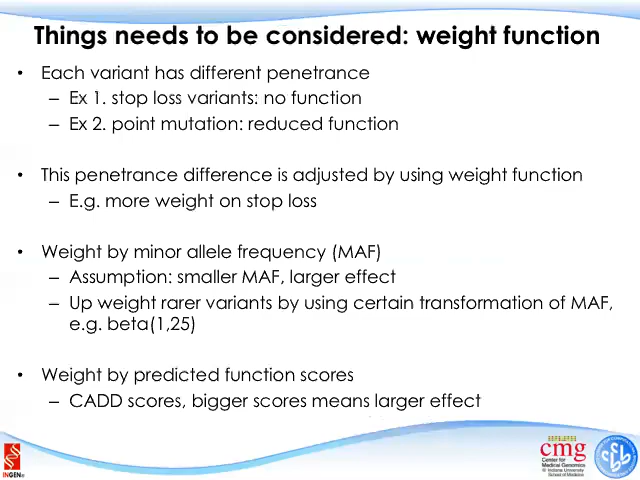 Things needs to be considered: weight function
• Each variant has different penetrance
– Ex 1. stop loss variants: no function
– Ex 2. point mutation: reduced function
• This penetrance difference is adjusted by using weight function
– E.g. more weight on stop loss
• Weight by minor allele frequency (MAF)
– Assumption: smaller MAF, larger effect
– Up weight rarer variants by using certain transformation of MAF,
e.g. beta(1,25)
• Weight by predicted function scores
– CADD scores, bigger scores means larger effect
INGEN
cmg
Center for
Medical Genomics
Indiana University
School of Medicine